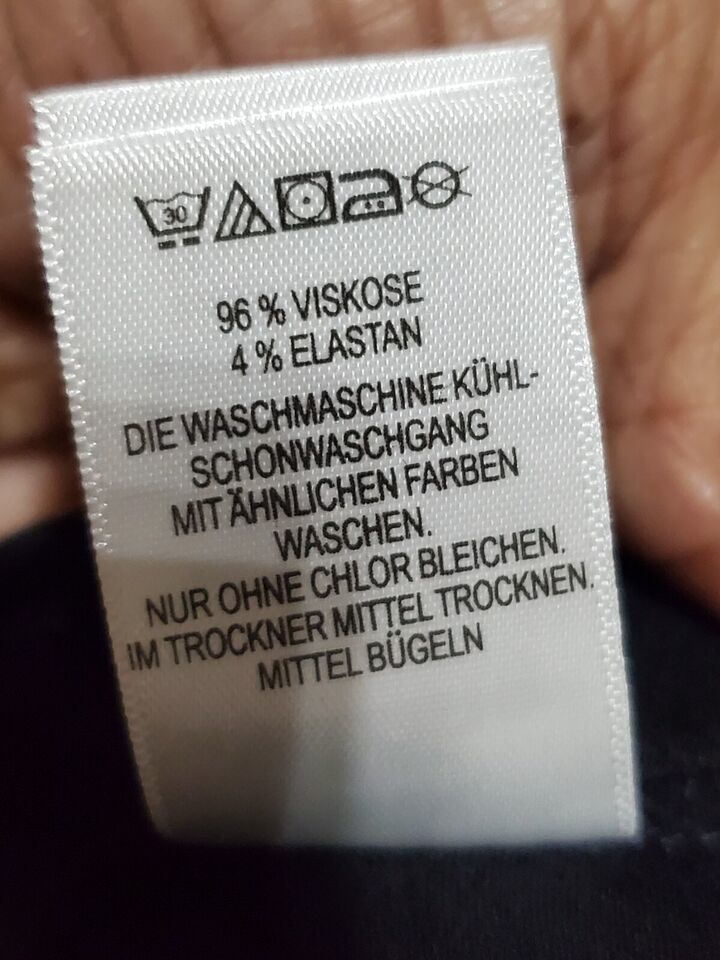 30
96 % VISKOSE
4 % ELASTAN
DIE WASCHMASCHINE KÜHL-
SCHONWASCHGANG
MIT ÄHNLICHEN FARBEN
WASCHEN.
NUR OHNE CHLOR BLEICHEN.
IM TROCKNER MITTEL TROCKNEN.
MITTEL BÜGELN